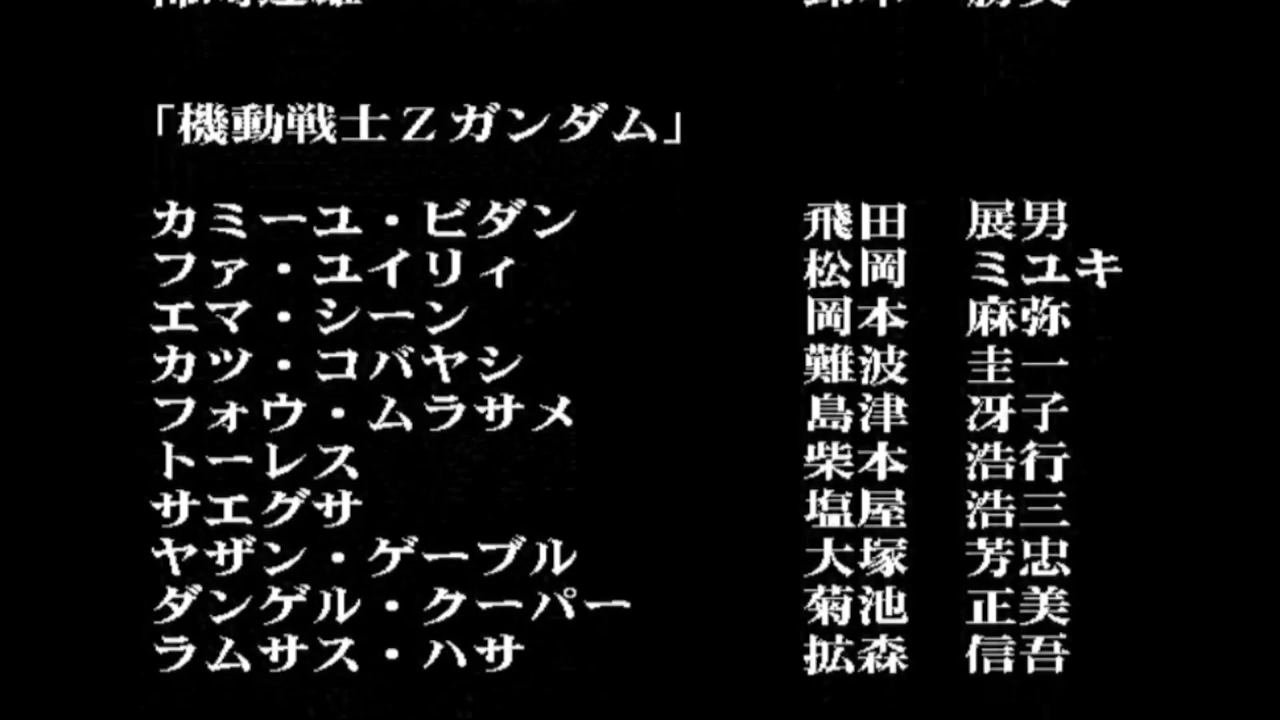 「機動戦士Ζガンダム」
カミーユ・ビダン 飛田 展男
ファ・ユイリィ 松岡 ミユキ
エマ・シーン 岡本 麻弥
カツ・コバヤシ 難波 圭一
フォウ・ムラサメ 島津 冴子
トーレス 柴本 浩行
サエグサ 塩屋 浩三
ヤザン・ゲーブル 大塚 芳忠
ダンゲル・クーパー 菊池 正美
ラムサス・ハサ 拡森 信吾